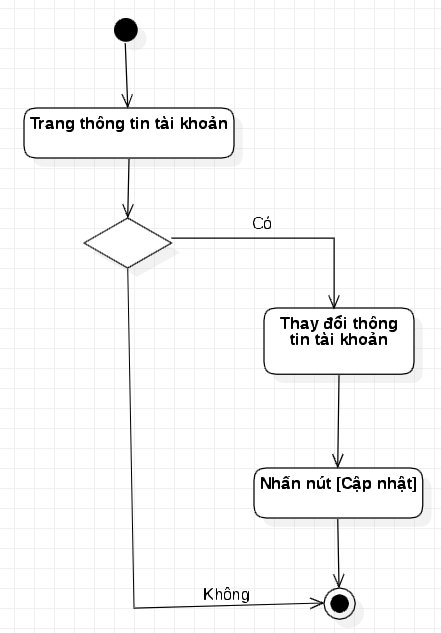 Trang thông tin tài khoản
Có
Thay đổi thông
tin tài khoản
Nhấn nút [Cập nhật]
Không